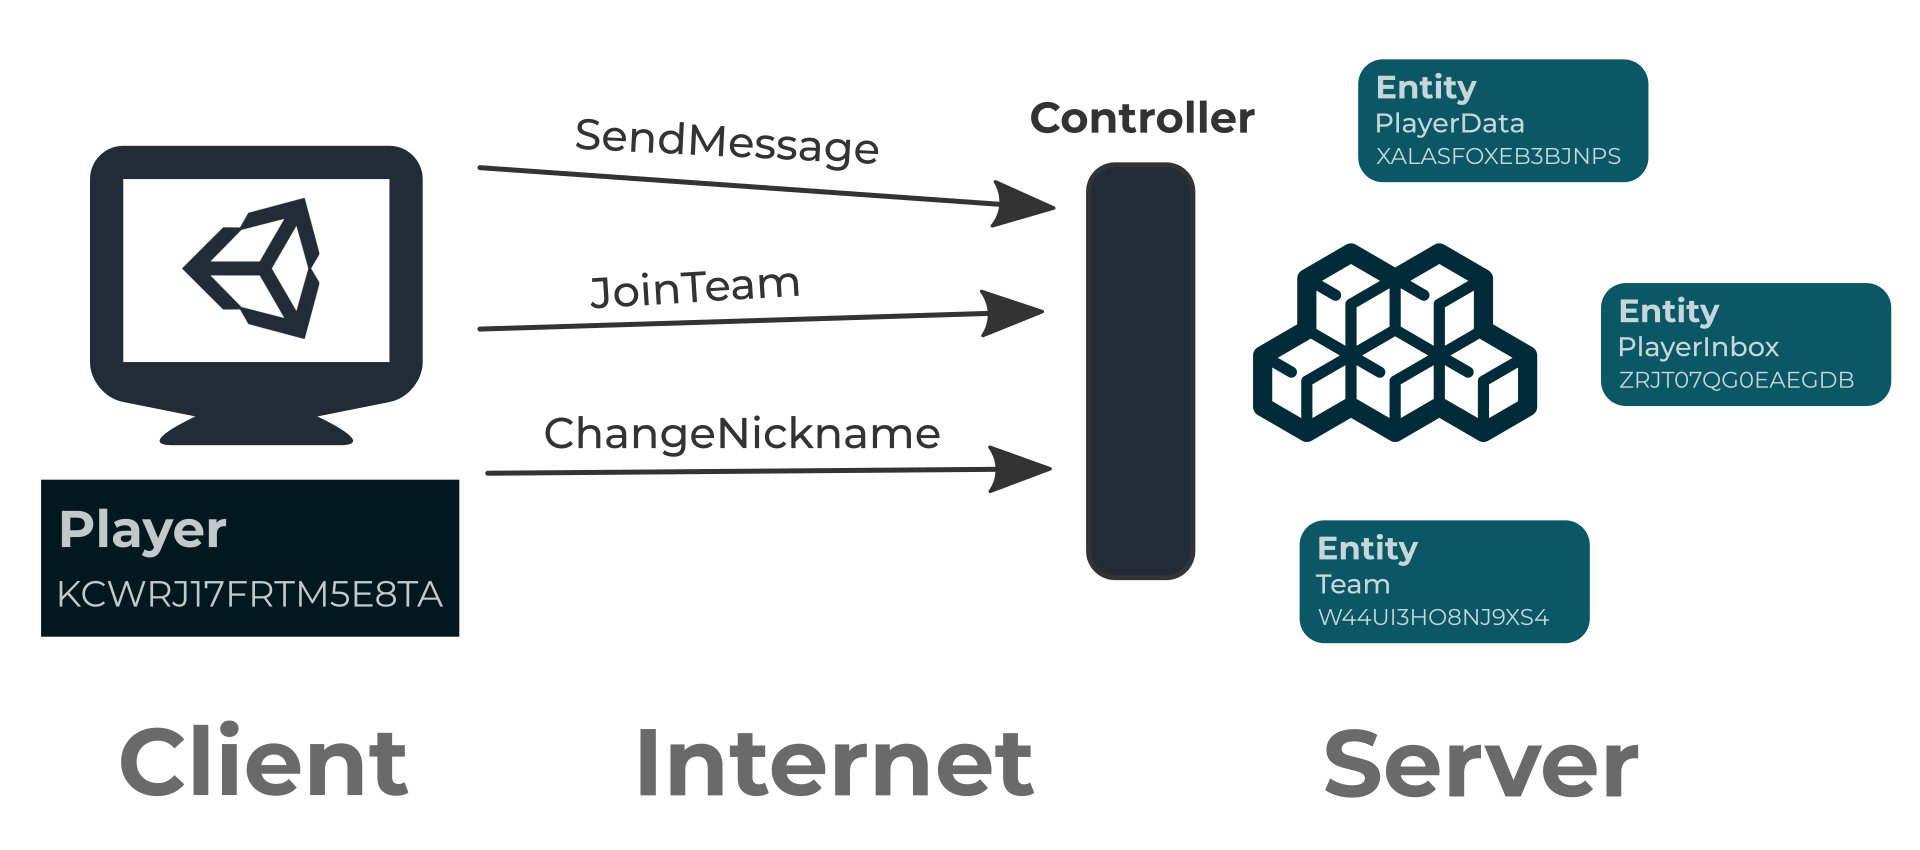 SendMessage
JoinTeam
ChangeNickname
Controller
Entity
PlayerData
XALASFOXEB3BJNPS
Entity
PlayerInbox
ZRJT07QG0EAEGDB
Entity
Team
W44UI3HO8NJ9XS4
Player
KCWRJ17FRTM5E8TA
Client
Internet
Server